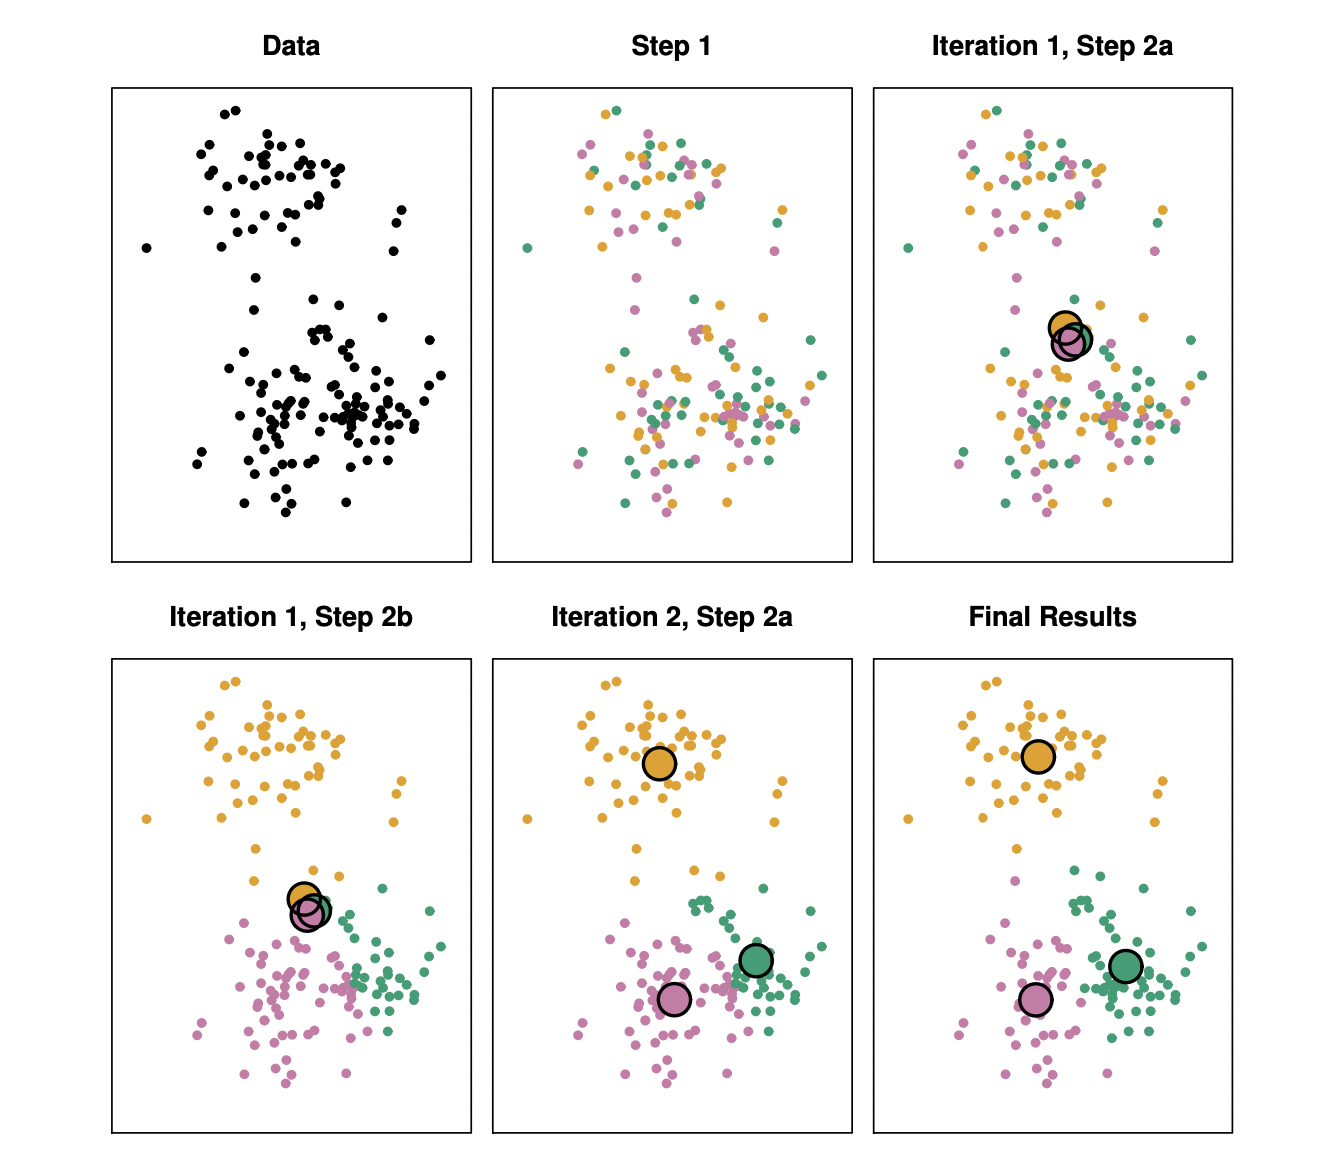 Data
Step 1
Iteration 1, Step 2a
Iteration 1, Step 2b
Iteration 2, Step 2a
Final Results